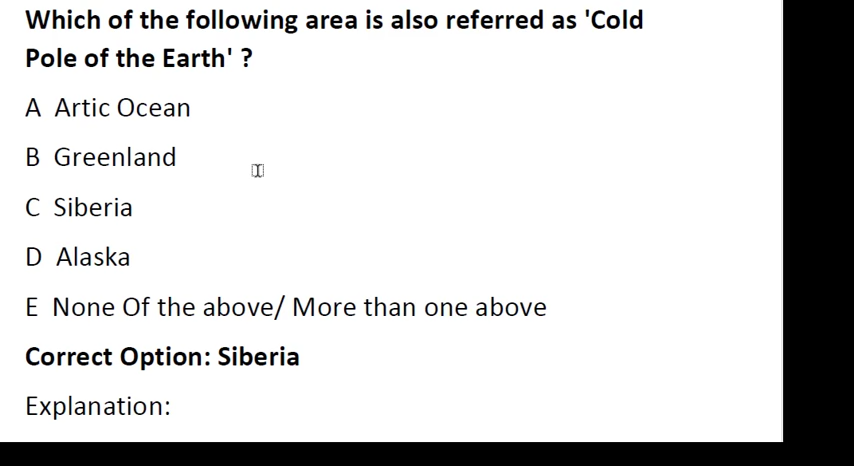 Which of the following area is also referred as 'Cold
Pole of the Earth' ?
A Artic Ocean
B Greenland
C Siberia
D Alaska
E None Of the above/ More than one above
Correct Option: Siberia
Explanation: